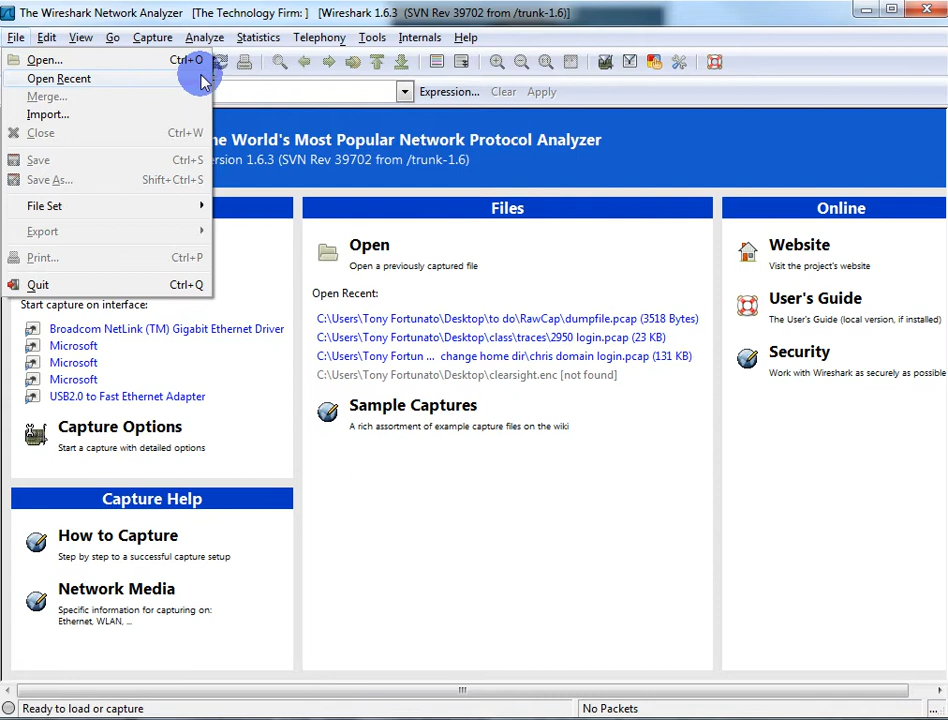 The Wireshark Network Analyzer [The Technology Firm: ] [Wireshark 1.6.3 (SVN Rev 39702 from /trunk-1.6)]
File Edit View Go Capture Analyze Statistics Telephony Tools Internals Help
Open... Ctrl+O
Open Recent
Merge...
Import...
Close Ctrl+W
Save Ctrl+S
Save As... Shift+Ctrl+S
File Set
Export
Print... Ctrl+P
Quit Ctrl+Q
Expression... Clear Apply
he World's Most Popular Network Protocol Analyzer
ersion 1.6.3 (SVN Rev 39702 from /trunk-1.6)
Start capture on interface:
Broadcom NetLink (TM) Gigabit Ethernet Driver
Microsoft
Microsoft
Microsoft
USB2.0 to Fast Ethernet Adapter
Capture Options
Start a capture with detailed options
Capture Help
How to Capture
Step by step to a successful capture setup
Network Media
Specific information for capturing on:
Ethernet, WLAN, ...
Files
Open
Open a previously captured file
Open Recent:
C:\Users\Tony Fortunato\Desktop\to do\RawCap\dumpfile.pcap (3518 Bytes)
C:\Users\Tony Fortunato\Desktop\class\traces\2950 login.pcap (23 KB)
C:\Users\Tony Fortun ... change home dir\chris domain login.pcap (131 KB)
C:\Users\Tony Fortunato\Desktop\clearsight.enc [not found]
Sample Captures
A rich assortment of example capture files on the wiki
Online
Website
Visit the project's website
User's Guide
The User's Guide (local version, if installed)
Security
Work with Wireshark as securely as possible
Ready to load or capture
No Packets
...